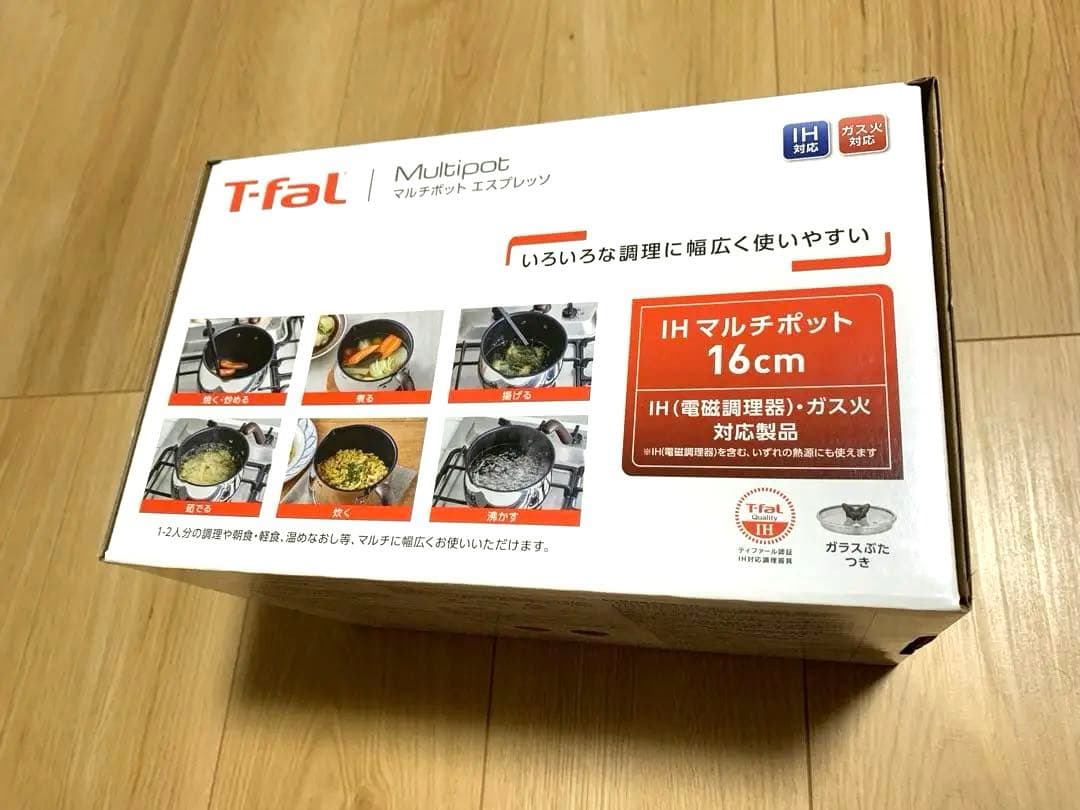 T-faL
Multipot
マルチポット エスプレッソ
IH
対応
ガス火
対応
いろいろな調理に幅広く使いやすい
焼く・炒める
煮る
揚げる
茹でる
炊く
沸かす
1-2人分の調理や朝食・軽食、温めなおし等、マルチに幅広くお使いいただけます。
IH マルチポット
16cm
IH(電磁調理器)・ガス火
対応製品
※IH(電磁調理器)を含む、いずれの熱源にも使えます
T-faL
Quality
IH
ティファール認証
IH対応調理器具
ガラスぶた
つき